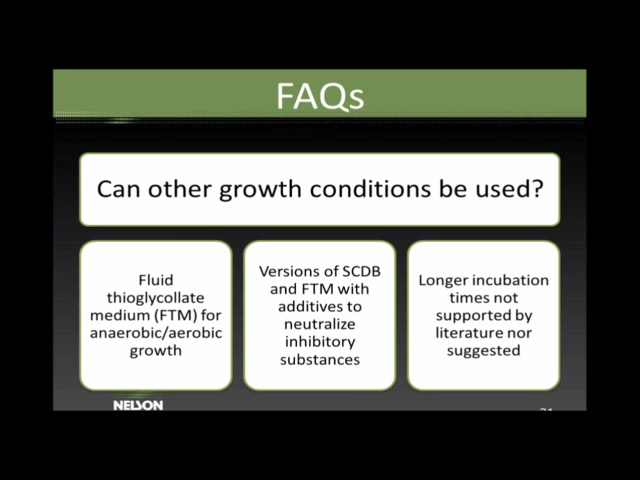 FAQs
Can other growth conditions be used?
Fluid
thioglycollate
medium (FTM) for
anaerobic/aerobic
growth
Versions of SCDB
and FTM with
additives to
neutralize
inhibitory
substances
Longer incubation
times not
supported by
literature nor
suggested
NELSON